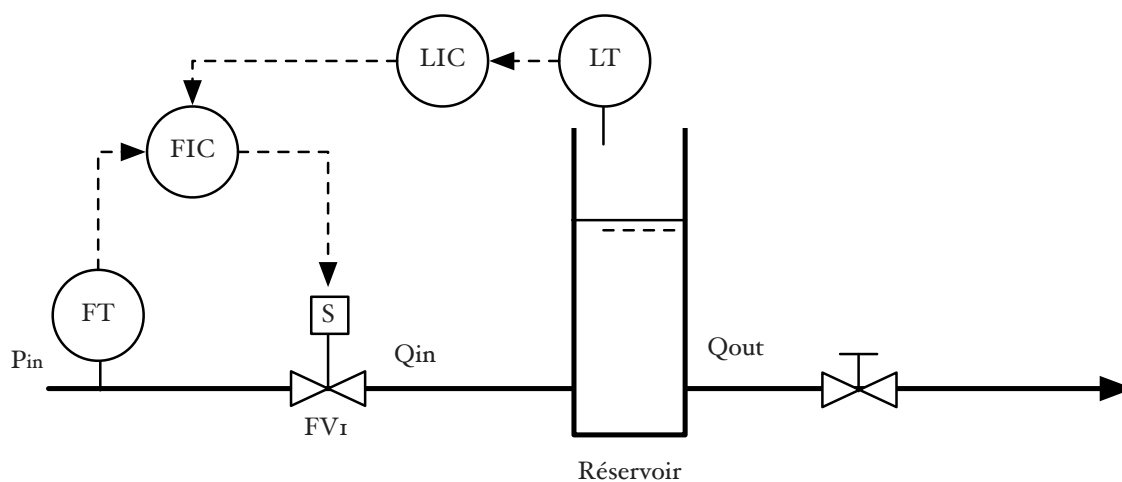 LIC
LT
FIC
FT
S
Pin
Qin
Qout
FV1
Réservoir